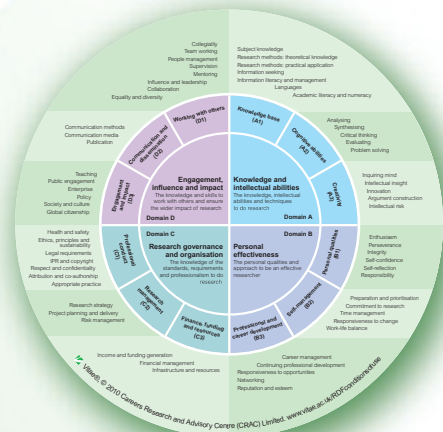 Collegiality
Team working
People management
Supervision
Mentoring
Influence and leadership
Collaboration
Equality and diversity
Subject knowledge
Research methods: theoretical knowledge
Research methods: practical application
Information seeking
Information literacy and management
Languages
Academic literacy and numeracy
Working with others
(D1)
Knowledge base
(A1)
Communication methods
Communication media
Publication
Communication and
dissemination
(D2)
Cognitive abilities
(A2)
Analysing
Synthesising
Critical thinking
Evaluating
Problem solving
Teaching
Public engagement
Enterprise
Policy
Society and culture
Global citizenship
Engagement
and impact
(D3)
Creativity
(A3)
Inquiring mind
Intellectual insight
Innovation
Argument construction
Intellectual risk
Engagement,
influence and impact
The knowledge and skills to
work with others and ensure
the wider impact of research
Domain D
Knowledge and
intellectual abilities
The knowledge, intellectual
abilities and techniques
to do research
Domain A
Domain C
Research governance
and organisation
The knowledge of the
standards, requirements
and professionalism to do
research
Domain B
Personal
effectiveness
The personal qualities and
approach to be an effective
researcher
Health and safety
Ethics, principles and
sustainability
Legal requirements
IPR and copyright
Respect and confidentiality
Attribution and co-authorship
Appropriate practice
Professional
conduct
(C1)
Personal qualities
(B1)
Enthusiasm
Perseverance
Integrity
Self-confidence
Self-reflection
Responsibility
Research strategy
Project planning and delivery
Risk management
Research
management
(C2)
Self-management
(B2)
Preparation and prioritisation
Commitment to research
Time management
Responsiveness to change
Work-life balance
Finance, funding
and resources
(C3)
Professional and
career development
(B3)
Income and funding generation
Financial management
Infrastructure and resources
Career management
Continuing professional development
Responsiveness to opportunities
Networking
Reputation and esteem
Vitae®, © 2010 Careers Research and Advisory Centre (CRAC) Limited. www.vitae.ac.uk/RDFconditionsofuse